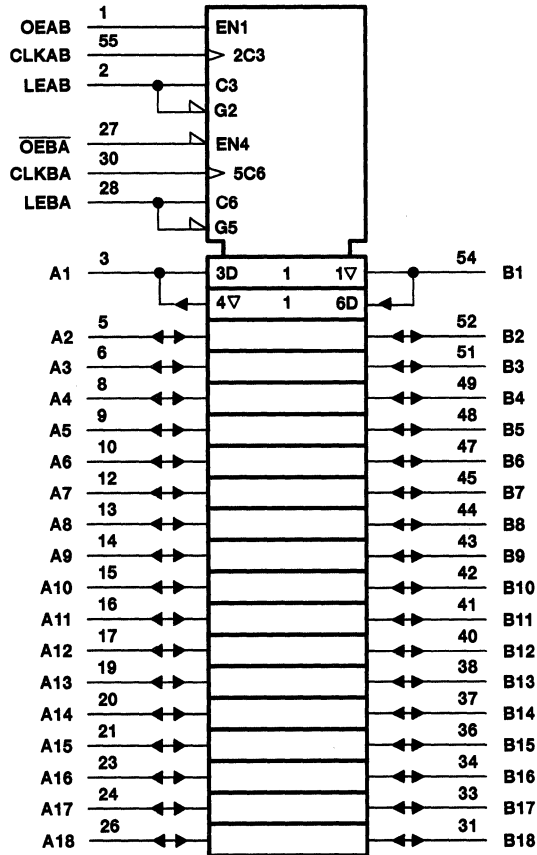 OEAB 1 EN1
CLKAB 55 2C3
LEAB 2 C3
G2
OEBA 27 EN4
CLKBA 30 5C6
LEBA 28 C6
G5
A1 3 3D 1 1▽ 54 B1
4▽ 1 6D
A2 5 52 B2
A3 6 51 B3
A4 8 49 B4
A5 9 48 B5
A6 10 47 B6
A7 12 45 B7
A8 13 44 B8
A9 14 43 B9
A10 15 42 B10
A11 16 41 B11
A12 17 40 B12
A13 19 38 B13
A14 20 37 B14
A15 21 36 B15
A16 23 34 B16
A17 24 33 B17
A18 26 31 B18